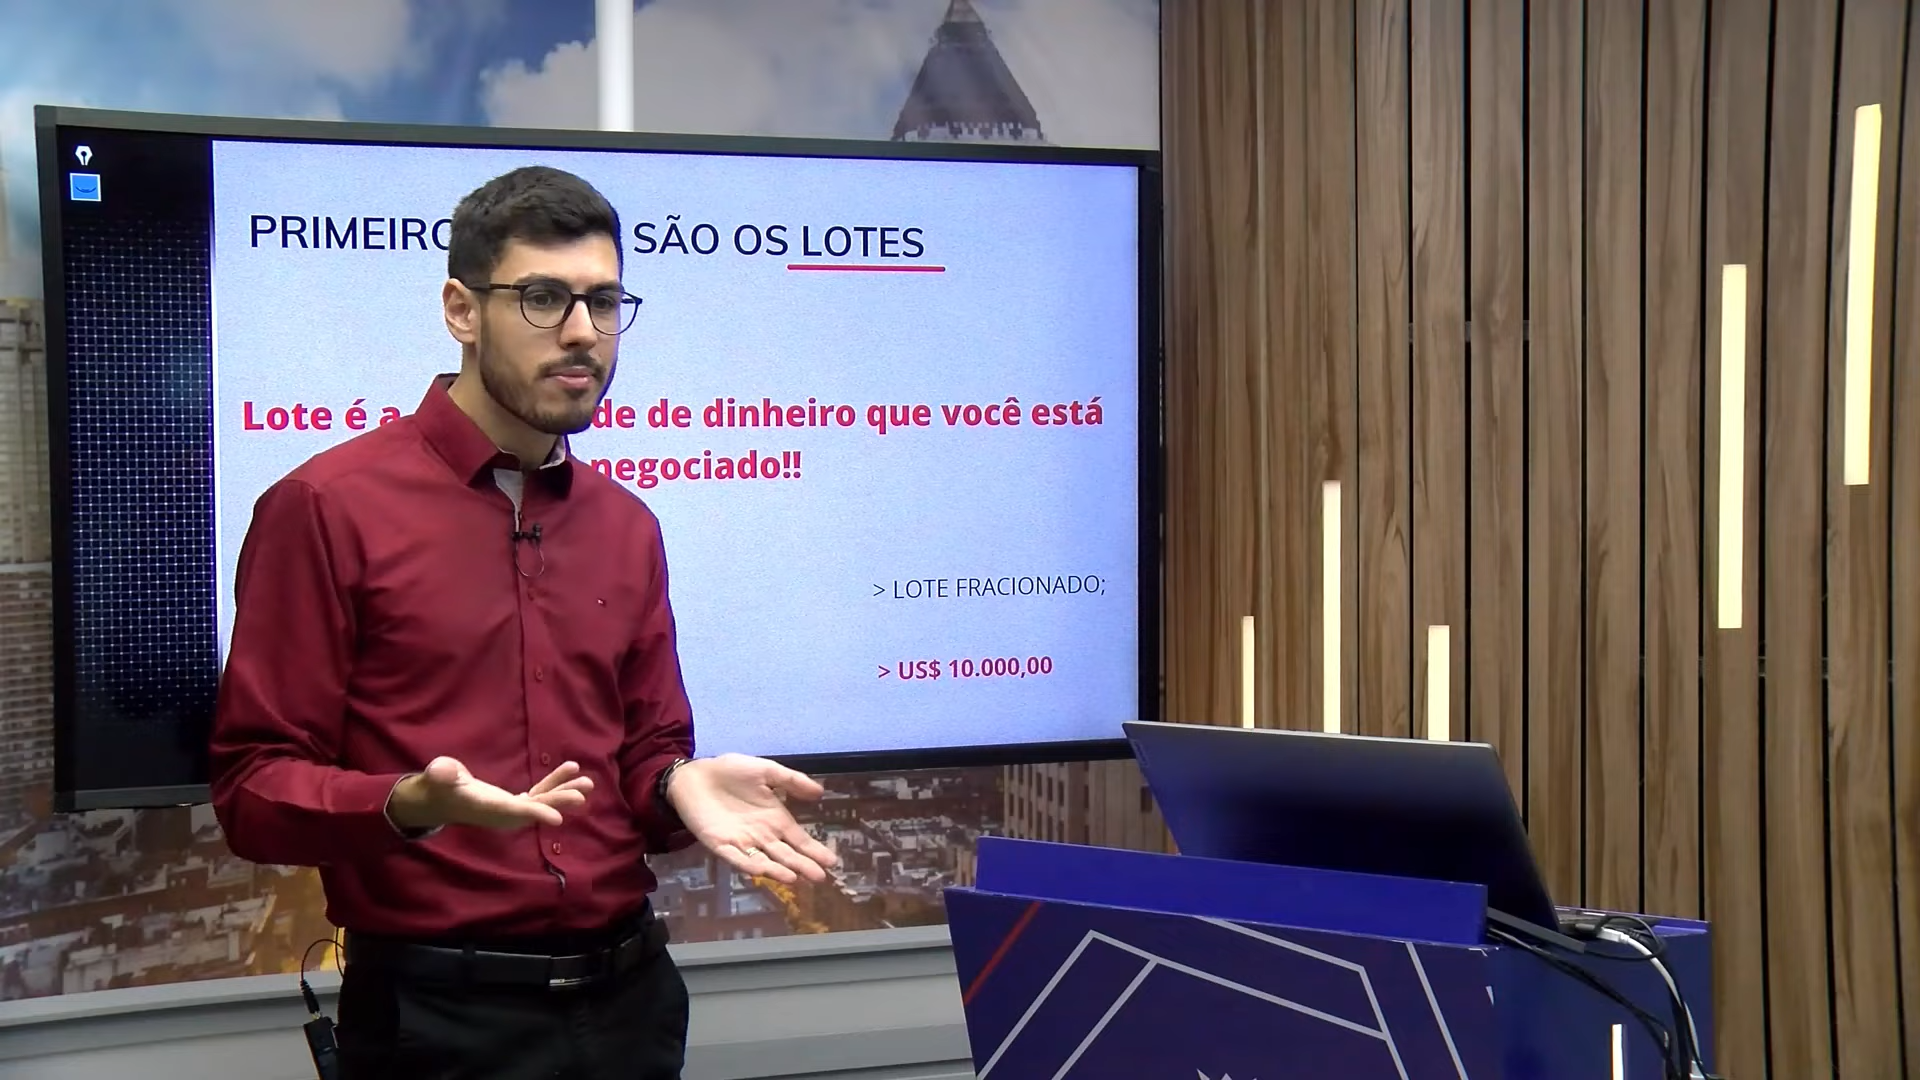 PRIMEIRO SÃO OS LOTES
Lote é a de de dinheiro que você está
negociado!!
> LOTE FRACIONADO;
> US$ 10.000,00